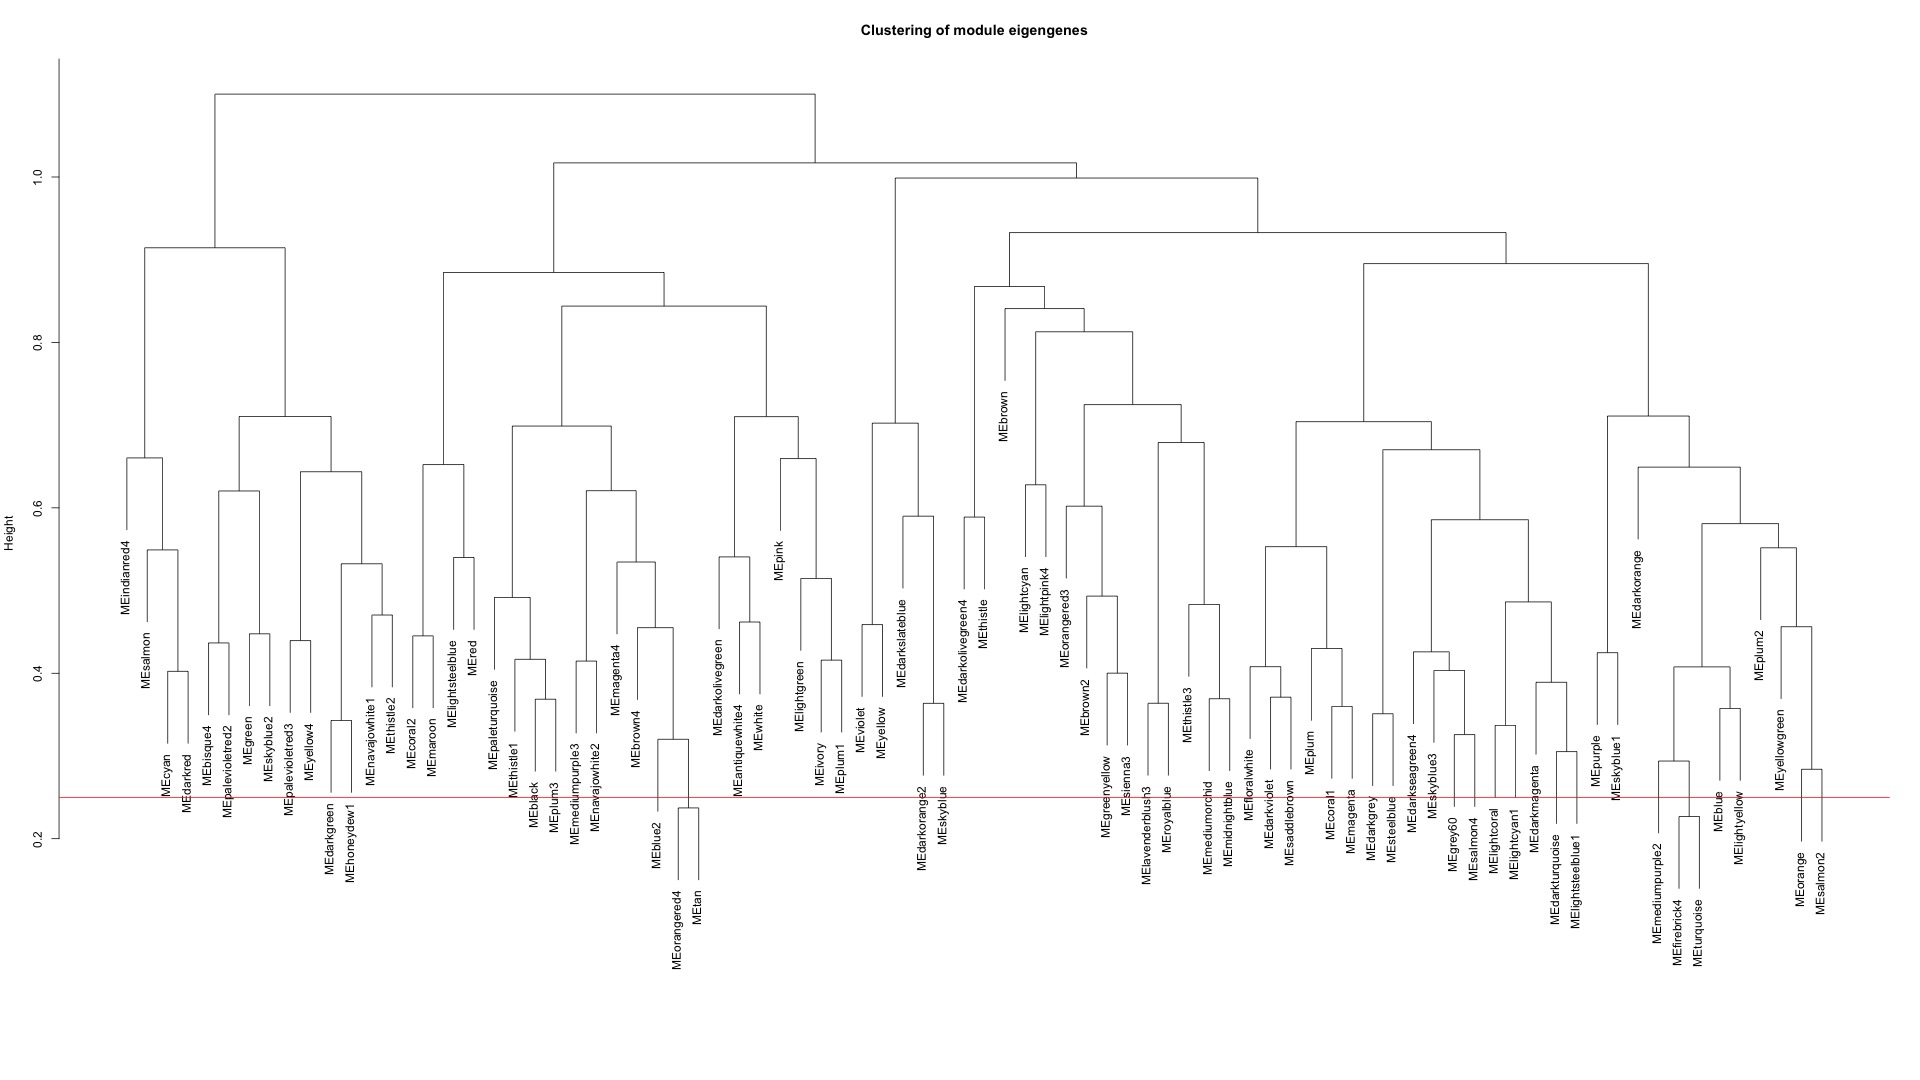 Clustering of module eigengenes
Height
1.0
0.8
0.6
0.4
0.2
MEindianred4
MEsalmon
MEcyan
MEdarkred
MEbisque4
MEpalevioletred2
MEgreen
MEskyblue2
MEpalevioletred3
MEyellow4
MEdarkgreen
MEhoneydew1
MEnavajowhite1
MEthistle2
MEcoral2
MEmaroon
MElightsteelblue
MEred
MEpaleturquoise
MEthistle1
MEblack
MEplum3
MEmediumpurple3
MEnavajowhite2
MEmagenta4
MEbrown4
MEblue2
MEorangered4
MEtan
MEdarkolivegreen
MEantiquewhite4
MEwhite
MEpink
MElightgreen
MEivory
MEplum1
MEviolet
MEyellow
MEdarkslateblue
MEdarkorange2
MEskyblue
MEdarkolivegreen4
MEthistle
MEbrown
MElightcyan
MElightpink4
MEorangered3
MEbrown2
MEgreenyellow
MEsienna3
MElavenderblush3
MEroyalblue
MEthistle3
MEmediumorchid
MEmidnightblue
MEfloralwhite
MEdarkviolet
MEsaddlebrown
MEplum
MEcoral1
MEmagenta
MEdarkgrey
MEsteelblue
MEdarkseagreen4
MEskyblue3
MEgrey60
MEsalmon4
MElightcoral
MElightcyan1
MEdarkmagenta
MEdarkturquoise
MElightsteelblue1
MEpurple
MEskyblue1
MEdarkorange
MEmediumpurple2
MEfirebrick4
MEturquoise
MEblue
MElightyellow
MEplum2
MEyellowgreen
MEorange
MEsalmon2